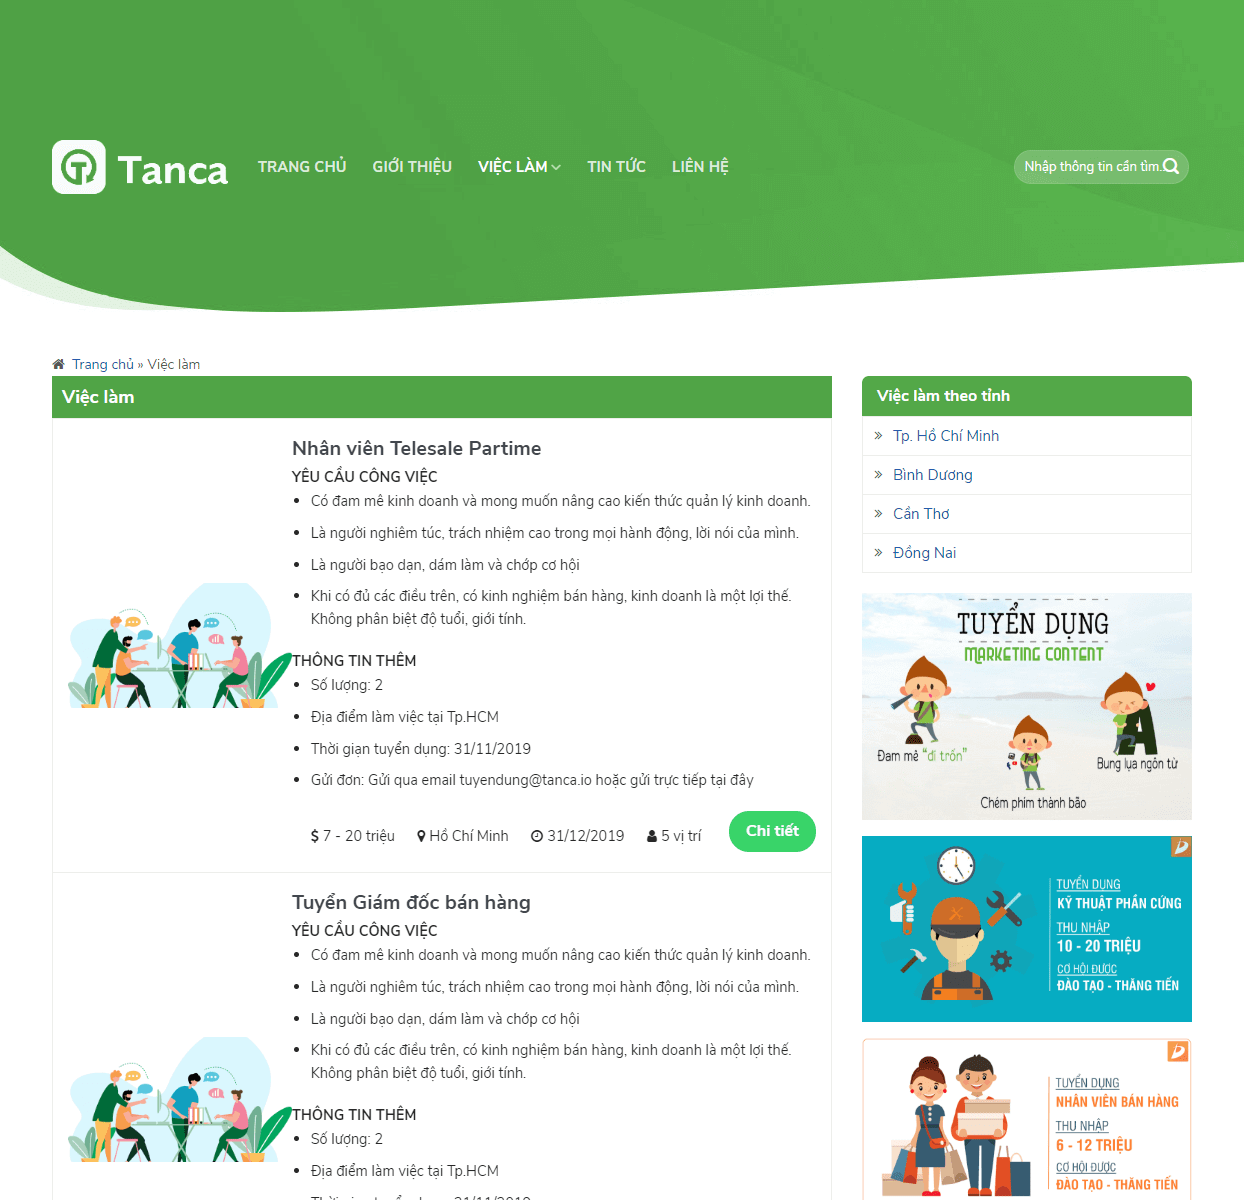 Tanca
TRANG CHỦ
GIỚI THIỆU
VIỆC LÀM
TIN TỨC
LIÊN HỆ
Nhập thông tin cần tìm..
Trang chủ » Việc làm
Việc làm
Nhân viên Telesale Partime
YÊU CẦU CÔNG VIỆC
Có đam mê kinh doanh và mong muốn nâng cao kiến thức quản lý kinh doanh.
Là người nghiêm túc, trách nhiệm cao trong mọi hành động, lời nói của mình.
Là người bạo dạn, dám làm và chớp cơ hội
Khi có đủ các điều trên, có kinh nghiệm bán hàng, kinh doanh là một lợi thế.
Không phân biệt độ tuổi, giới tính.
THÔNG TIN THÊM
Số lượng: 2
Địa điểm làm việc tại Tp.HCM
Thời gian tuyển dụng: 31/11/2019
Gửi đơn: Gửi qua email tuyendung@tanca.io hoặc gửi trực tiếp tại đây
7 - 20 triệu
Hồ Chí Minh
31/12/2019
5 vị trí
Chi tiết
Tuyển Giám đốc bán hàng
YÊU CẦU CÔNG VIỆC
Có đam mê kinh doanh và mong muốn nâng cao kiến thức quản lý kinh doanh.
Là người nghiêm túc, trách nhiệm cao trong mọi hành động, lời nói của mình.
Là người bạo dạn, dám làm và chớp cơ hội
Khi có đủ các điều trên, có kinh nghiệm bán hàng, kinh doanh là một lợi thế.
Không phân biệt độ tuổi, giới tính.
THÔNG TIN THÊM
Số lượng: 2
Địa điểm làm việc tại Tp.HCM
Thời gian tuyển dụng: 31/11/2019
Việc làm theo tỉnh
Tp. Hồ Chí Minh
Bình Dương
Cần Thơ
Đồng Nai
TUYỂN DỤNG
MARKETING CONTENT
Đam mê "đi trốn"
Chém phím thành bão
Bung lụa ngôn từ
TUYỂN DỤNG
KỸ THUẬT PHẦN CỨNG
THU NHẬP
10 - 20 TRIỆU
CƠ HỘI ĐƯỢC
ĐÀO TẠO - THĂNG TIẾN
TUYỂN DỤNG
NHÂN VIÊN BÁN HÀNG
THU NHẬP
6 - 12 TRIỆU
CƠ HỘI ĐƯỢC
ĐÀO TẠO - THĂNG TIẾN